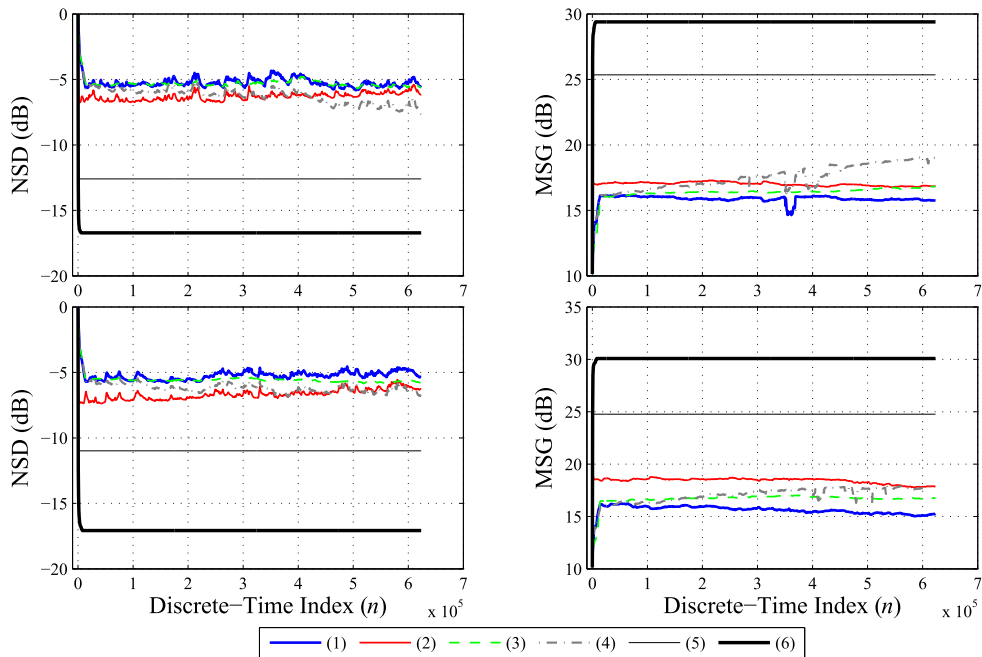 0
−5
−10
−15
−20
NSD (dB)
0 1 2 3 4 5 6 7
30
25
20
15
10
MSG (dB)
0 1 2 3 4 5 6 7
0
−5
−10
−15
−20
NSD (dB)
0 1 2 3 4 5 6 7
Discrete−Time Index (n)
x 10^5
35
30
25
20
15
10
MSG (dB)
0 1 2 3 4 5 6 7
Discrete−Time Index (n)
x 10^5
(1) (2) (3) (4) (5) (6)